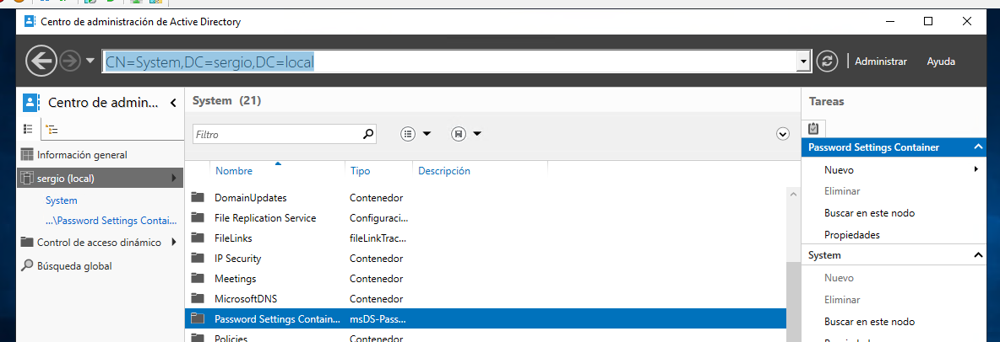 Centro de administración de Active Directory
CN=System,DC=sergio,DC=local
Administrar Ayuda
Centro de admin...
Información general
sergio (local)
System
...\Password Settings Contai...
Control de acceso dinámico
Búsqueda global
System (21)
Filtro
Nombre Tipo Descripción
DomainUpdates Contenedor
File Replication Service Configuraci...
FileLinks fileLinkTrac...
IP Security Contenedor
Meetings Contenedor
MicrosoftDNS Contenedor
Password Settings Contain... msDS-Pass...
Policies Contenedor
Tareas
Password Settings Container
Nuevo
Eliminar
Buscar en este nodo
Propiedades
System
Nuevo
Eliminar
Buscar en este nodo